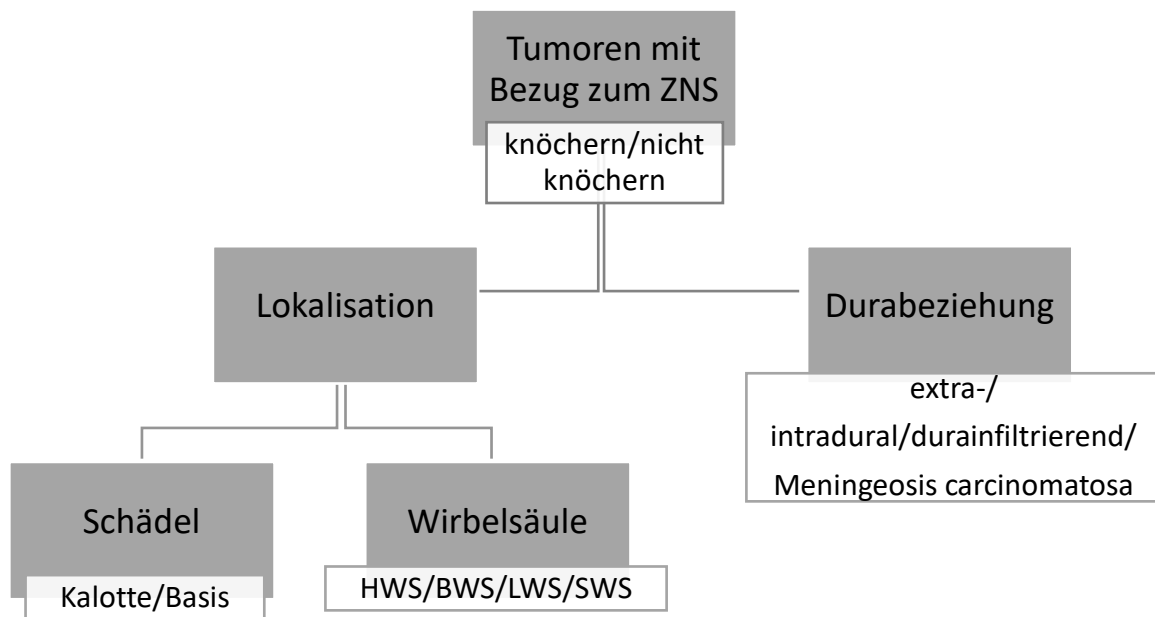 Tumoren mit
Bezug zum ZNS
knöchern/nicht
knöchern
Lokalisation
Durabeziehung
extra-/
intradural/durainfiltrierend/
Meningeosis carcinomatosa
Schädel
Kalotte/Basis
Wirbelsäule
HWS/BWS/LWS/SWS